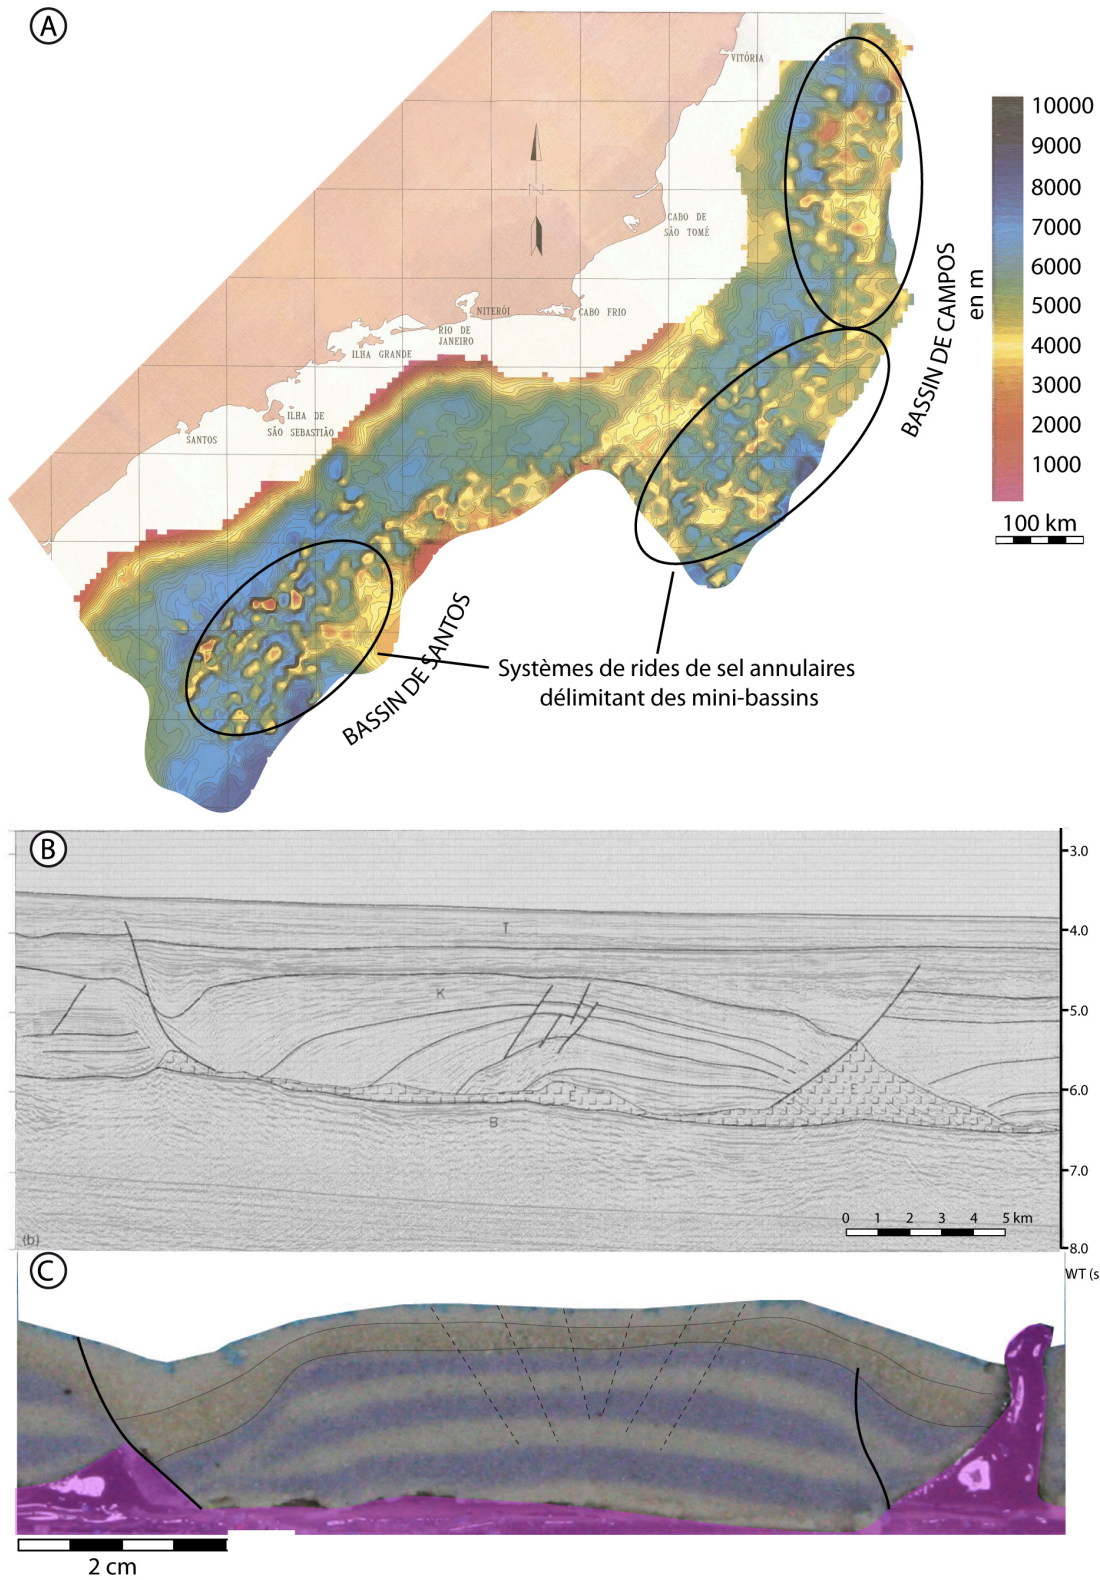 A
VITÓRIA
CABO DE
SÃO TOMÉ
CABO FRIO
NITERÓI
RIO DE
JANEIRO
ILHA GRANDE
ILHA DE
SÃO SEBASTIÃO
SANTOS
N
10000
9000
8000
7000
6000
5000
4000
3000
2000
1000
en m
100 km
BASSIN DE CAMPOS
BASSIN DE SANTOS
Systèmes de rides de sel annulaires
délimitant des mini-bassins
B
3.0
4.0
5.0
6.0
7.0
8.0
T
K
E
E
B
0 1 2 3 4 5 km
(b)
WT (s
C
2 cm